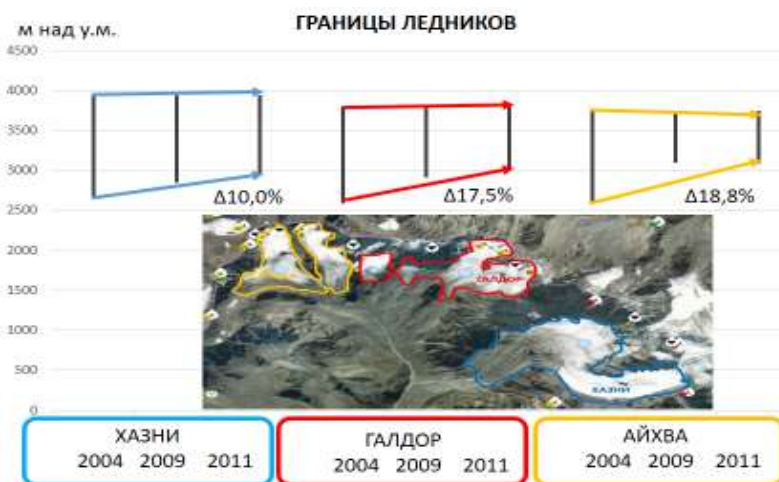 ГРАНИЦЫ ЛЕДНИКОВ
м над у.м.
4500
4000
3500
3000
2500
2000
1500
1000
500
0
Δ10,0%
Δ17,5%
Δ18,8%
ГАЛДОР
ХАЗНИ
ХАЗНИ
2004 2009 2011
ГАЛДОР
2004 2009 2011
АЙХВА
2004 2009 2011